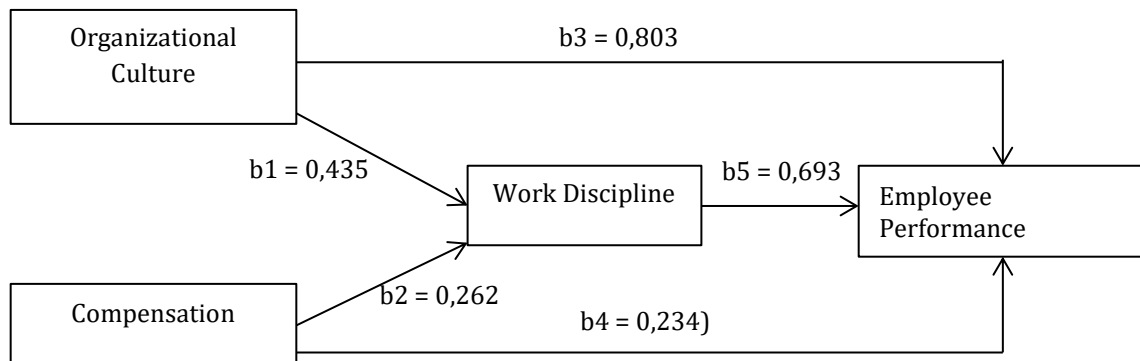 Organizational
Culture
b3 = 0,803
b1 = 0,435
Work Discipline
b5 = 0,693
Employee
Performance
Compensation
b2 = 0,262
b4 = 0,234)